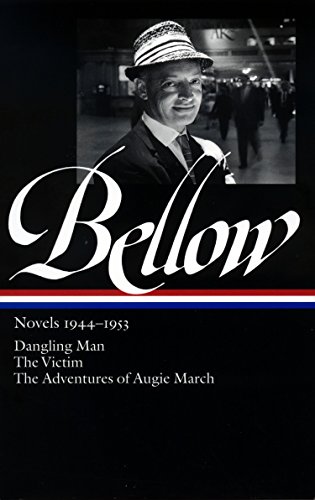 Bellow
Novels 1944–1953
Dangling Man
The Victim
The Adventures of Augie March